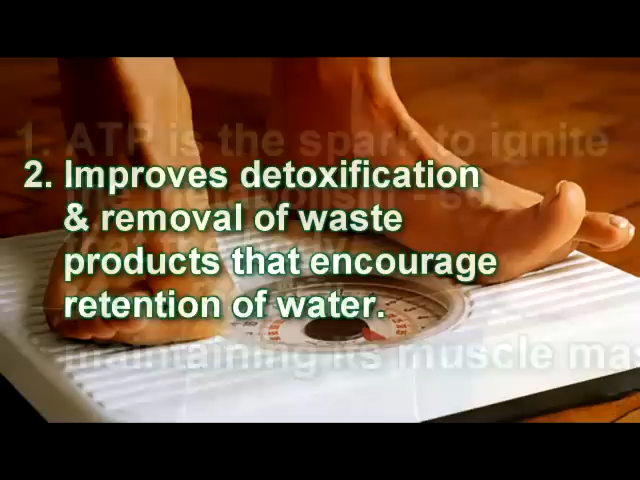 1. ATP is the spark to ignite
2. Improves detoxification
& removal of waste
products that encourage
retention of water.
maintaining its muscle mas